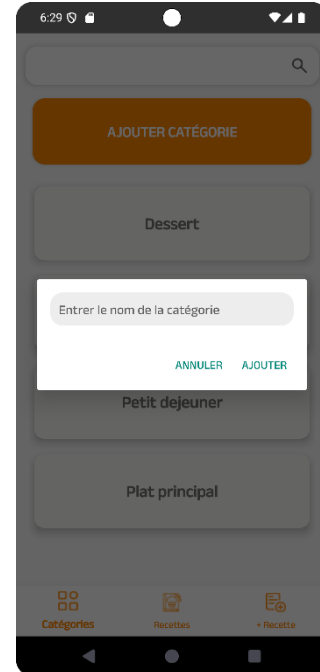 6:29
AJOUTER CATÉGORIE
Dessert
Entrer le nom de la catégorie
ANNULER AJOUTER
Petit dejeuner
Plat principal
Catégories Recettes + Recette